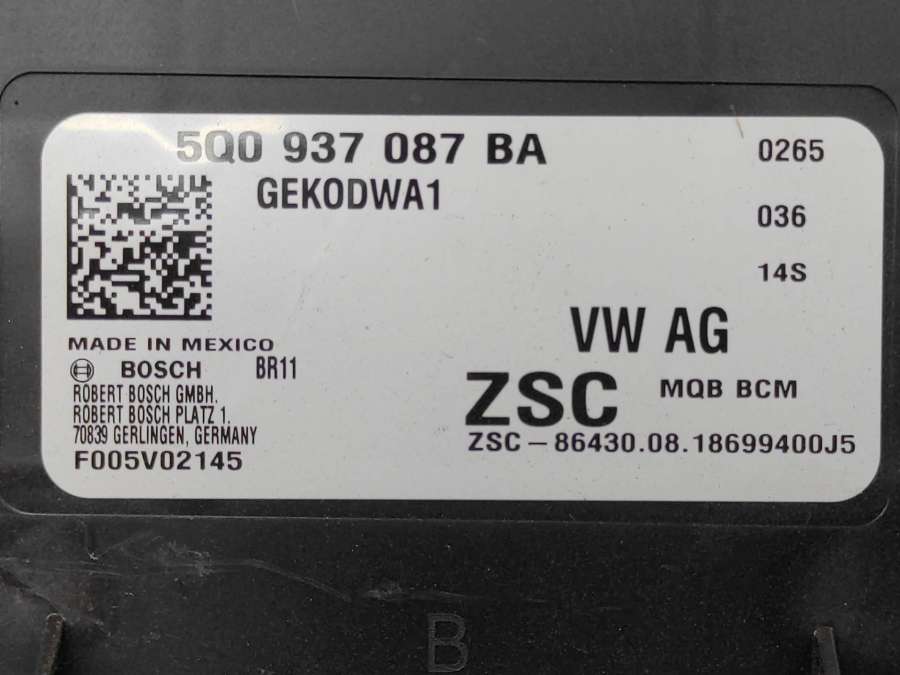 5Q0 937 087 BA
0265
GEKODWA1
036
14S
VW AG
MADE IN MEXICO
BOSCH BR11
ROBERT BOSCH GMBH.
ROBERT BOSCH PLATZ 1.
70839 GERLINGEN, GERMANY
F005V02145
ZSC MQB BCM
ZSC-86430.08.18699400J5
B